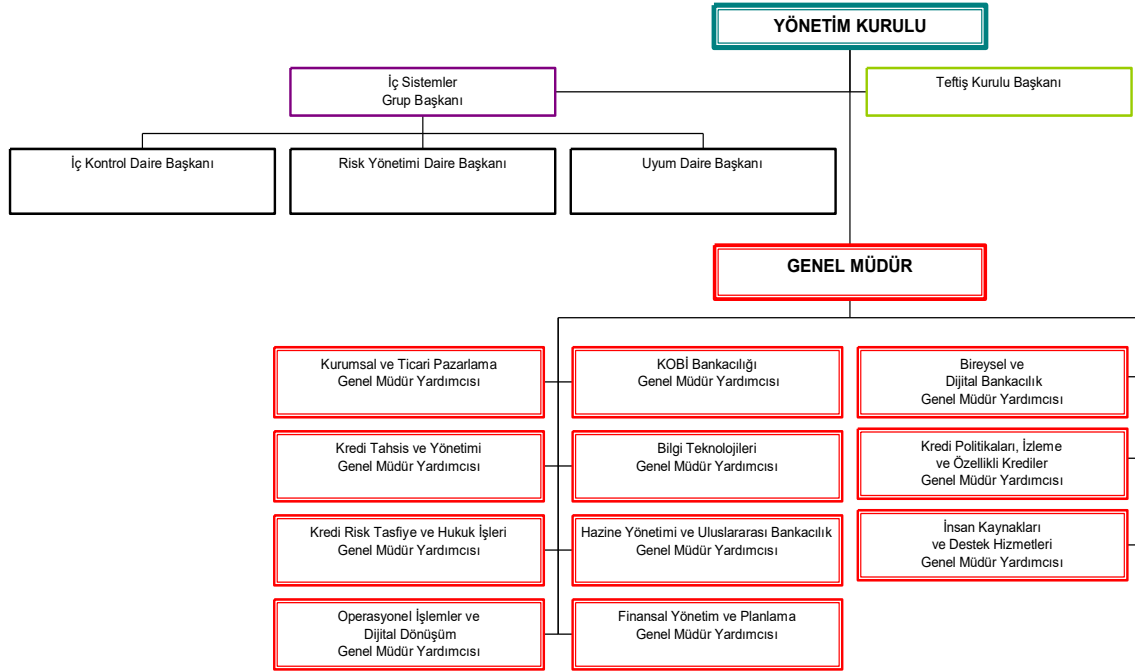 YÖNETİM KURULU
İç Sistemler
Grup Başkanı
Teftiş Kurulu Başkanı
İç Kontrol Daire Başkanı
Risk Yönetimi Daire Başkanı
Uyum Daire Başkanı
GENEL MÜDÜR
Kurumsal ve Ticari Pazarlama
Genel Müdür Yardımcısı
KOBİ Bankacılığı
Genel Müdür Yardımcısı
Bireysel ve
Dijital Bankacılık
Genel Müdür Yardımcısı
Kredi Tahsis ve Yönetimi
Genel Müdür Yardımcısı
Bilgi Teknolojileri
Genel Müdür Yardımcısı
Kredi Politikaları, İzleme
ve Özellikli Krediler
Genel Müdür Yardımcısı
Kredi Risk Tasfiye ve Hukuk İşleri
Genel Müdür Yardımcısı
Hazine Yönetimi ve Uluslararası Bankacılık
Genel Müdür Yardımcısı
İnsan Kaynakları
ve Destek Hizmetleri
Genel Müdür Yardımcısı
Operasyonel İşlemler ve
Dijital Dönüşüm
Genel Müdür Yardımcısı
Finansal Yönetim ve Planlama
Genel Müdür Yardımcısı